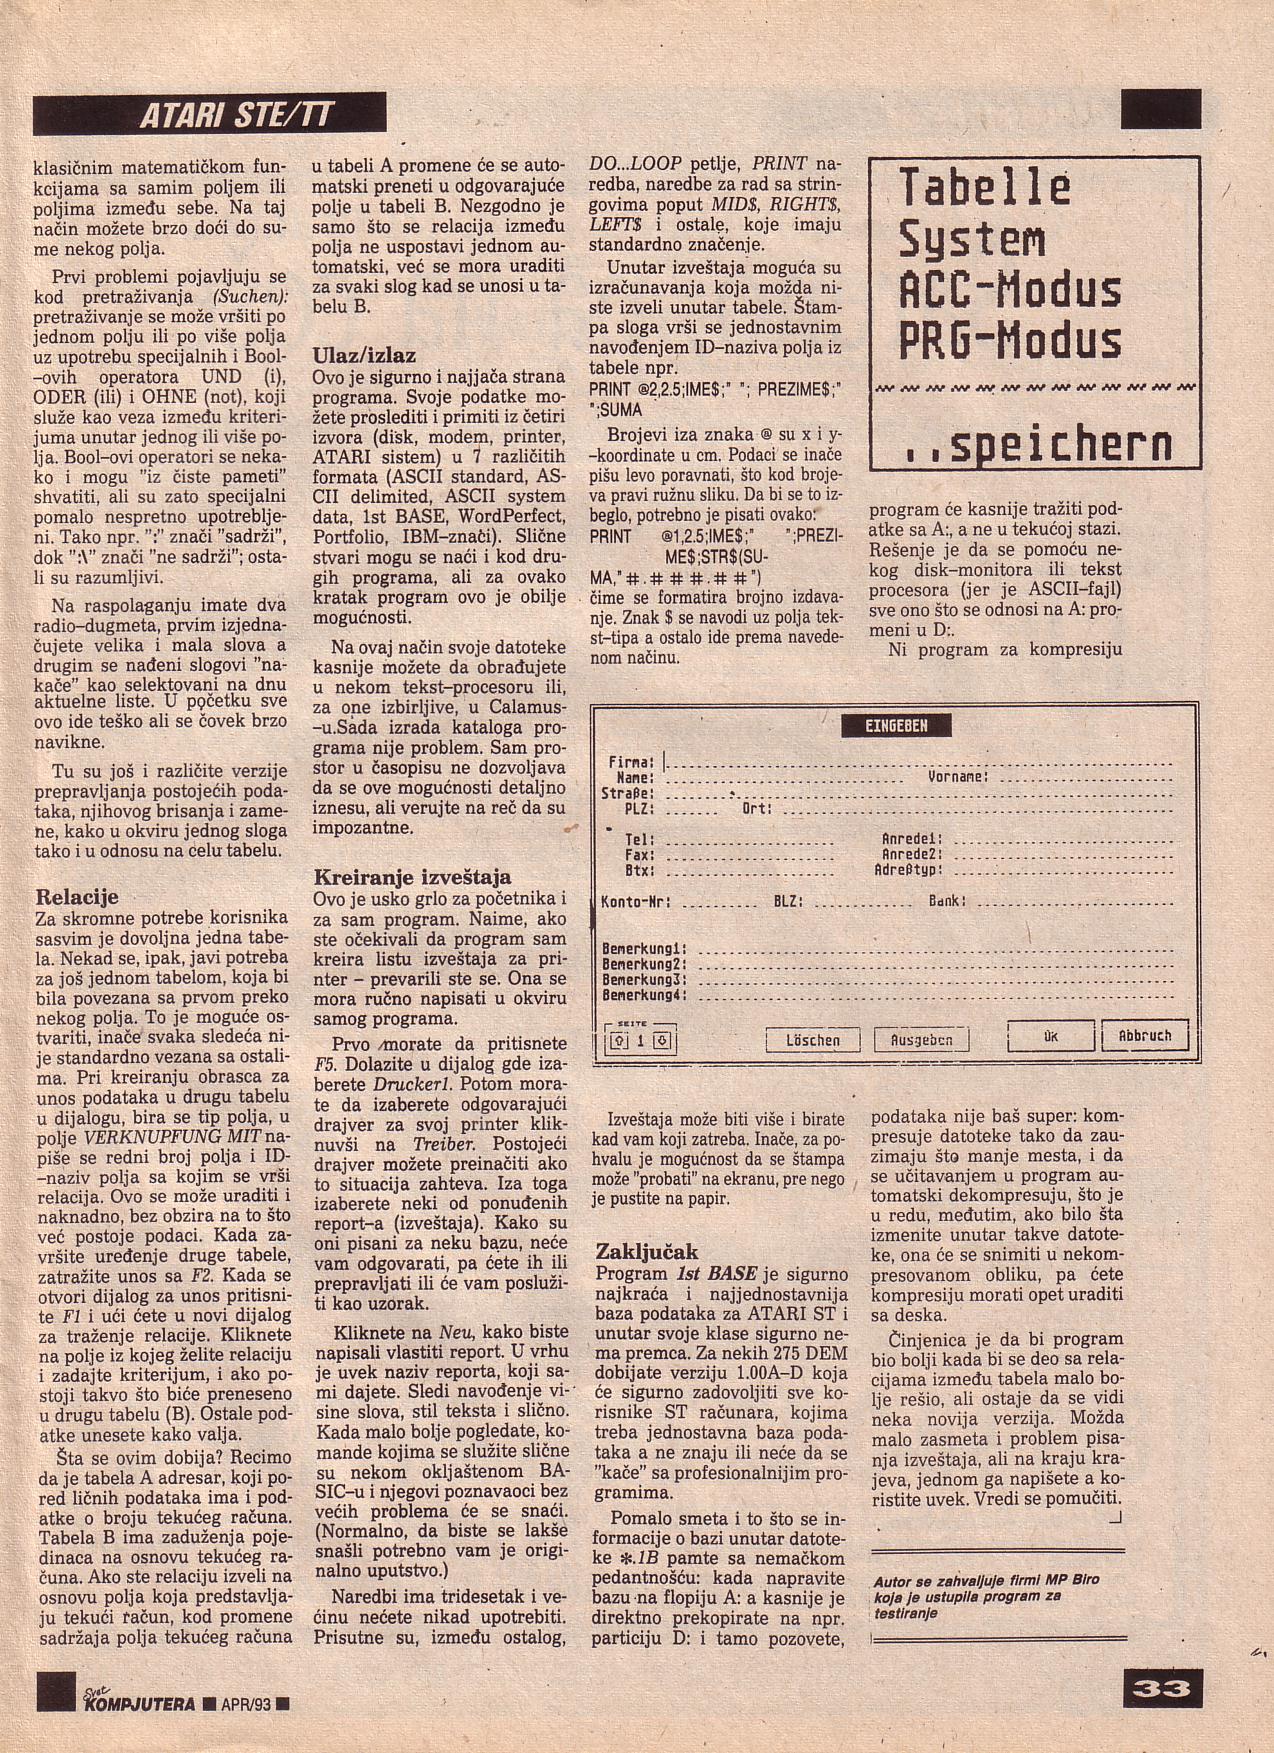 ATARI STE/TT
klasičnim matematičkom fun-
kcijama sa samim poljem ili
poljima između sebe. Na taj
način možete brzo doći do su-
me nekog polja.
Prvi problemi pojavljuju se
kod pretraživanja (Suchen):
pretraživanje se može vršiti po
jednom polju ili po više polja
uz upotrebu specijalnih i Bool-
-ovih operatora UND (i),
ODER (ili) i OHNE (not), koji
služe kao veza između kriteri-
juma unutar jednog ili više po-
lja. Bool-ovi operatori se neka-
ko i mogu "iz čiste pameti"
shvatiti, ali su zato specijalni
pomalo nespretno upotreblje-
ni. Tako npr. ":" znači "sadrži",
dok ":\" znači "ne sadrži"; osta-
li su razumljivi.
Na raspolaganju imate dva
radio-dugmeta, prvim izjedna-
čujete velika i mala slova a
drugim se nađeni slogovi "na-
kače" kao selektovani na dnu
aktuelne liste. U početku sve
ovo ide teško ali se čovek brzo
navikne.
Tu su još i različite verzije
prepravljanja postojećih poda-
taka, njihovog brisanja i zame-
ne, kako u okviru jednog sloga
tako i u odnosu na celu tabelu.
Relacije
Za skromne potrebe korisnika
sasvim je dovoljna jedna tabe-
la. Nekad se, ipak, javi potreba
za još jednom tabelom, koja bi
bila povezana sa prvom preko
nekog polja. To je moguće os-
tvariti, inače svaka sledeća ni-
je standardno vezana sa ostali-
ma. Pri kreiranju obrasca za
unos podataka u drugu tabelu
u dijalogu, bira se tip polja, u
polje VERKNUPFUNG MIT na-
piše se redni broj polja i ID-
-naziv polja sa kojim se vrši
relacija. Ovo se može uraditi i
naknadno, bez obzira na to što
već postoje podaci. Kada za-
vršite uređenje druge tabele,
zatražite unos sa F2. Kada se
otvori dijalog za unos pritisni-
te F1 i ući ćete u novi dijalog
za traženje relacije. Kliknete
na polje iz kojeg želite relaciju
i zadajte kriterijum, i ako po-
stoji takvo što biće preneseno
u drugu tabelu (B). Ostale pod-
atke unesete kako valja.
Šta se ovim dobija? Recimo
da je tabela A adresar, koji po-
red ličnih podataka ima i pod-
atke o broju tekućeg računa.
Tabela B ima zaduženja poje-
dinaca na osnovu tekućeg ra-
čuna. Ako ste relaciju izveli na
osnovu polja koja predstavlja-
ju tekući račun, kod promene
sadržaja polja tekućeg računa
u tabeli A promene će se auto-
matski preneti u odgovarajuće
polje u tabeli B. Nezgodno je
samo što se relacija između
polja ne uspostavi jednom au-
tomatski, već se mora uraditi
za svaki slog kad se unosi u ta-
belu B.
Ulaz/izlaz
Ovo je sigurno i najjača strana
programa. Svoje podatke mo-
žete proslediti i primiti iz četiri
izvora (disk, modem, printer,
ATARI sistem) u 7 različitih
formata (ASCII standard, AS-
CII delimited, ASCII system
data, 1st BASE, WordPerfect,
Portfolio, IBM-znači). Slične
stvari mogu se naći i kod dru-
gih programa, ali za ovako
kratak program ovo je obilje
mogućnosti.
Na ovaj način svoje datoteke
kasnije možete da obrađujete
u nekom tekst-procesoru ili,
za one izbirljive, u Calamus-
-u.Sada izrada kataloga pro-
grama nije problem. Sam pro-
stor u časopisu ne dozvoljava
da se ove mogućnosti detaljno
iznesu, ali verujte na reč da su
impozantne.
Kreiranje izveštaja
Ovo je usko grlo za početnika i
za sam program. Naime, ako
ste očekivali da program sam
kreira listu izveštaja za pri-
nter – prevarili ste se. Ona se
mora ručno napisati u okviru
samog programa.
Prvo morate da pritisnete
F5. Dolazite u dijalog gde iza-
berete Drucker1. Potom mora-
te da izaberete odgovarajući
drajver za svoj printer klik-
nuvši na Treiber. Postojeći
drajver možete preinačiti ako
to situacija zahteva. Iza toga
izaberete neki od ponuđenih
report-a (izveštaja). Kako su
oni pisani za neku bazu, neće
vam odgovarati, pa ćete ih ili
prepravljati ili će vam posluži-
ti kao uzorak.
Kliknete na Neu, kako biste
napisali vlastiti report. U vrhu
je uvek naziv reporta, koji sa-
mi dajete. Sledi navođenje vi-
sine slova, stil teksta i slično.
Kada malo bolje pogledate, ko-
mande kojima se služite slične
su nekom okljaštenom BA-
SIC-u i njegovi poznavaoci bez
većih problema će se snaći.
(Normalno, da biste se lakše
snašli potrebno vam je origi-
nalno uputstvo.)
Naredbi ima tridesetak i ve-
ćinu nećete nikad upotrebiti.
Prisutne su, između ostalog,
DO...LOOP petlje, PRINT na-
redba, naredbe za rad sa strin-
govima poput MID$, RIGHT$,
LEFT$ i ostale, koje imaju
standardno značenje.
Unutar izveštaja moguća su
izračunavanja koja možda ni-
ste izveli unutar tabele. Štam-
pa sloga vrši se jednostavnim
navođenjem ID-naziva polja iz
tabele npr.
PRINT @2,2.5;IME$;" "; PREZIME$;"
";SUMA
Brojevi iza znaka @ su x i y-
-koordinate u cm. Podaci se inače
pišu levo poravnati, što kod broje-
va pravi ružnu sliku. Da bi se to iz-
beglo, potrebno je pisati ovako:
PRINT @1,2.5;IME$;" ";PREZI-
ME$;STR$(SU-
MA,"#.###.##")
čime se formatira brojno izdava-
nje. Znak $ se navodi uz polja tek-
st-tipa a ostalo ide prema navede-
nom načinu.
Tabelle
System
ACC-Modus
PRG-Modus
..speichern
program će kasnije tražiti pod-
atke sa A:, a ne u tekućoj stazi.
Rešenje je da se pomoću ne-
kog disk-monitora ili tekst
procesora (jer je ASCII-fajl)
sve ono što se odnosi na A: pro-
meni u D:.
Ni program za kompresiju
EINGEBEN
Firma:
Name: Vorname:
Straße:
PLZ: Ort:
Tel: Anrede1:
Fax: Anrede2:
Btx: Adreßtyp:
Konto-Nr: BLZ: Bank:
Bemerkung1:
Bemerkung2:
Bemerkung3:
Bemerkung4:
SEITE
⇧ 1 ⇩ Löschen Ausgeben OK Abbruch
Izveštaja može biti više i birate
kad vam koji zatreba. Inače, za po-
hvalu je mogućnost da se štampa
može "probati" na ekranu, pre nego
je pustite na papir.
Zaključak
Program 1st BASE je sigurno
najkraća i najjednostavnija
baza podataka za ATARI ST i
unutar svoje klase sigurno ne-
ma premca. Za nekih 275 DEM
dobijate verziju 1.00A-D koja
će sigurno zadovoljiti sve ko-
risnike ST računara, kojima
treba jednostavna baza poda-
taka a ne znaju ili neće da se
"kače" sa profesionalnijim pro-
gramima.
Pomalo smeta i to što se in-
formacije o bazi unutar datote-
ke *.1B pamte sa nemačkom
pedantnošću: kada napravite
bazu na flopiju A: a kasnije je
direktno prekopirate na npr.
particiju D: i tamo pozovete,
podataka nije baš super: kom-
presuje datoteke tako da zau-
zimaju što manje mesta, i da
se učitavanjem u program au-
tomatski dekompresuju, što je
u redu, međutim, ako bilo šta
izmenite unutar takve datote-
ke, ona će se snimiti u nekom-
presovanom obliku, pa ćete
kompresiju morati opet uraditi
sa deska.
Činjenica je da bi program
bio bolji kada bi se deo sa rela-
cijama između tabela malo bo-
lje rešio, ali ostaje da se vidi
neka novija verzija. Možda
malo zasmeta i problem pisa-
nja izveštaja, ali na kraju kra-
jeva, jednom ga napišete a ko-
ristite uvek. Vredi se pomučiti.
Autor se zahvaljuje firmi MP Biro
koja je ustupila program za
testiranje
Svet
KOMPJUTERA ■ APR/93 ■
33